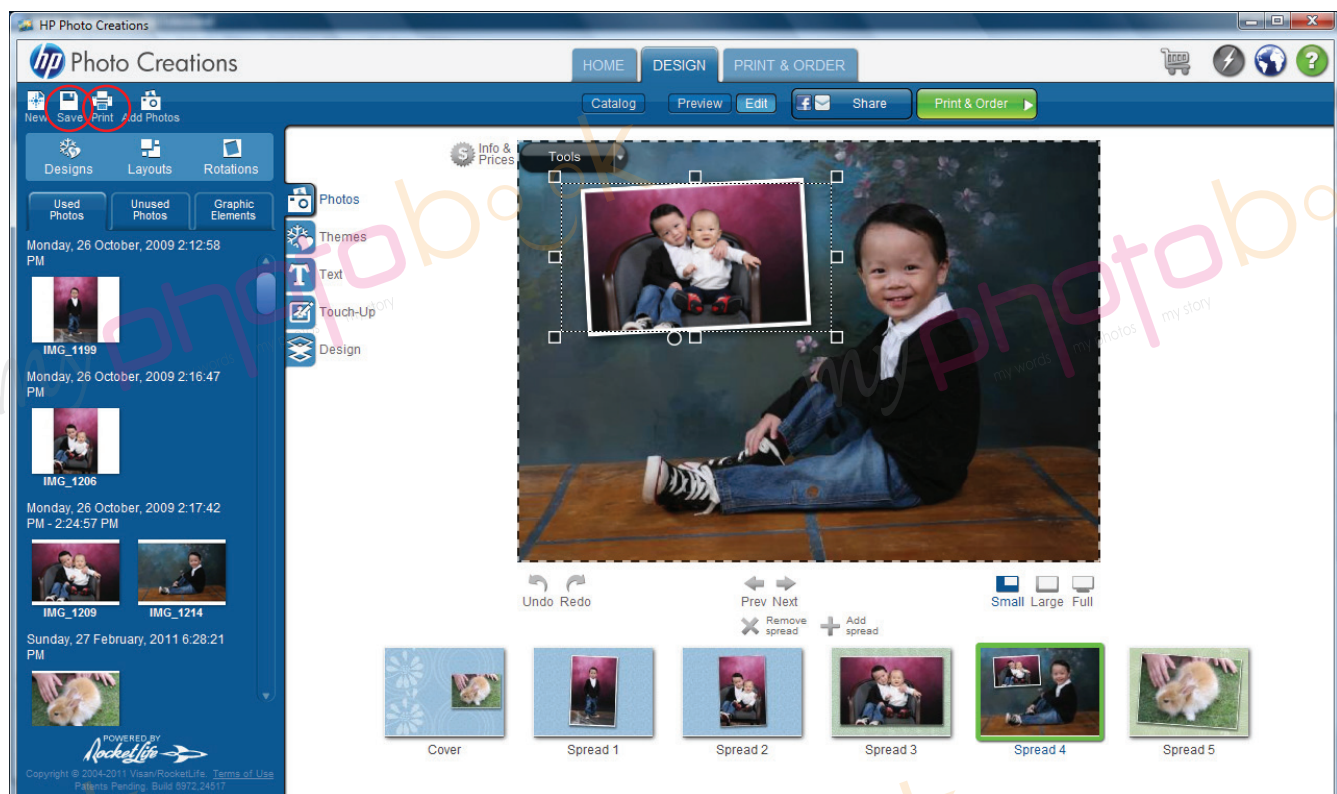 HP Photo Creations
hp Photo Creations
HOME DESIGN PRINT & ORDER
New Save Print Add Photos
Catalog Preview Edit Share Print & Order
Designs Layouts Rotations
Used Photos
Unused Photos
Graphic Elements
Monday, 26 October, 2009 2:12:58
PM
IMG_1199
Monday, 26 October, 2009 2:16:47
PM
IMG_1206
Monday, 26 October, 2009 2:17:42
PM - 2:24:57 PM
IMG_1209 IMG_1214
Sunday, 27 February, 2011 6:28:21
PM
POWERED BY
RocketLife
Copyright © 2004-2011 Visan/RocketLife. Terms of Use
Patents Pending. Build 6972.24517
Photos
Themes
Text
Touch-Up
Design
Info &
Prices
Tools
Undo Redo
Prev Next
Small Large Full
Remove spread
Add spread
Cover Spread 1 Spread 2 Spread 3 Spread 4 Spread 5
my photobook
my words my photos my story